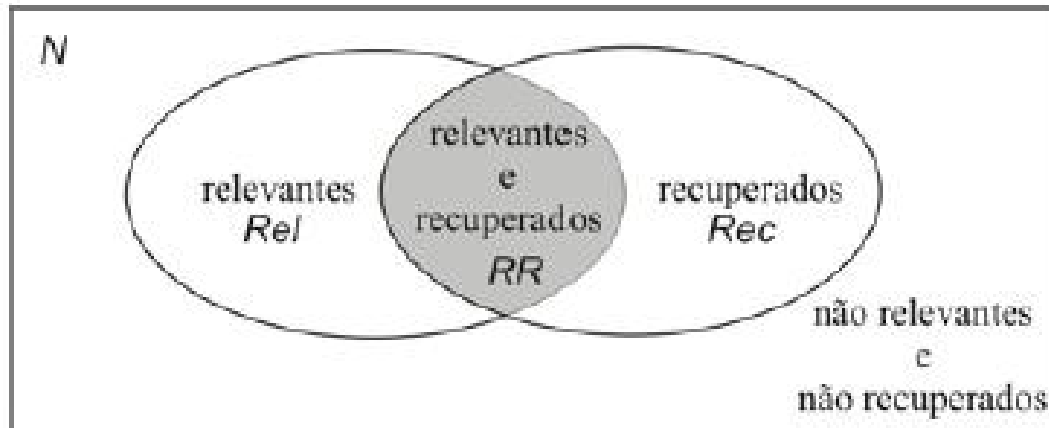 N
relevantes
Rel
relevantes
e
recuperados
RR
recuperados
Rec
não relevantes
e
não recuperados